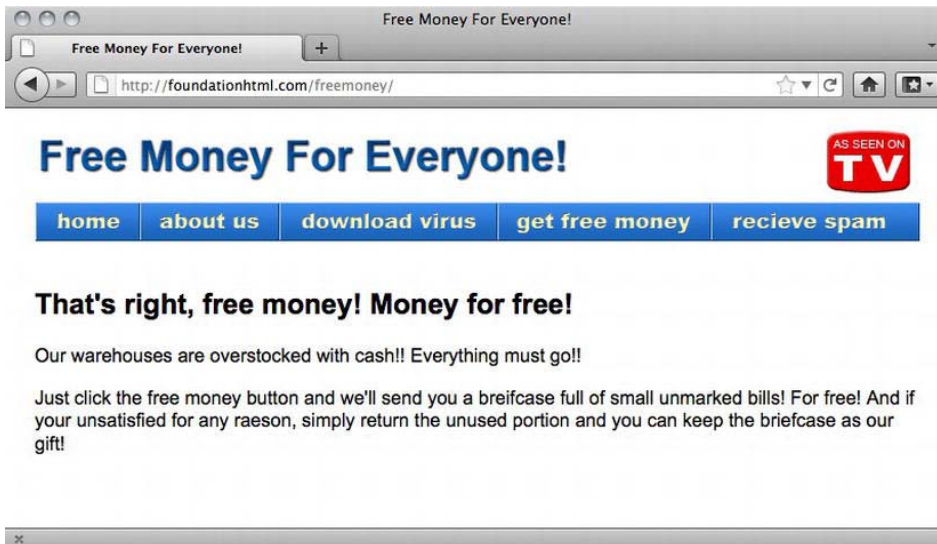 Free Money For Everyone!
Free Money For Everyone!
+
http://foundationhtml.com/freemoney/
Free Money For Everyone!
AS SEEN ON
TV
home about us download virus get free money recieve spam
That's right, free money! Money for free!
Our warehouses are overstocked with cash!! Everything must go!!
Just click the free money button and we'll send you a breifcase full of small unmarked bills! For free! And if
your unsatisfied for any raeson, simply return the unused portion and you can keep the briefcase as our
gift!